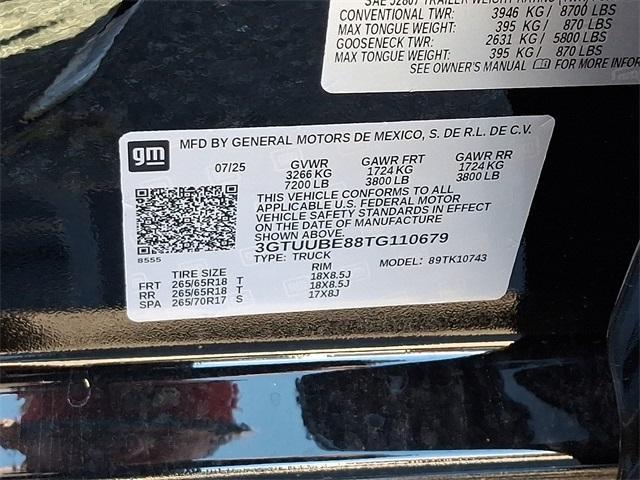 SAE J2807 TRAILER WEIGHT RATING
CONVENTIONAL TWR: 3946 KG/ 8700 LBS
MAX TONGUE WEIGHT: 395 KG/ 870 LBS
GOOSENECK TWR: 2631 KG/ 5800 LBS
MAX TONGUE WEIGHT: 395 KG/ 870 LBS
SEE OWNER'S MANUAL FOR MORE
gm
MFD BY GENERAL MOTORS DE MEXICO, S. DE R.L. DE C.V.
07/25 GVWR GAWR FRT GAWR RR
3266 KG 1724 KG 1724 KG
7200 LB 3800 LB 3800 LB
THIS VEHICLE CONFORMS TO ALL
APPLICABLE U.S. FEDERAL MOTOR
VEHICLE SAFETY STANDARDS IN EFFECT
ON THE DATE OF MANUFACTURE
SHOWN ABOVE.
3GTUUBE88TG110679
8555
TYPE: TRUCK MODEL: 89TK10743
TIRE SIZE RIM
FRT 265/65R18 T 18X8.5J
RR 265/65R18 T 18X8.5J
SPA 265/70R17 S 17X8J